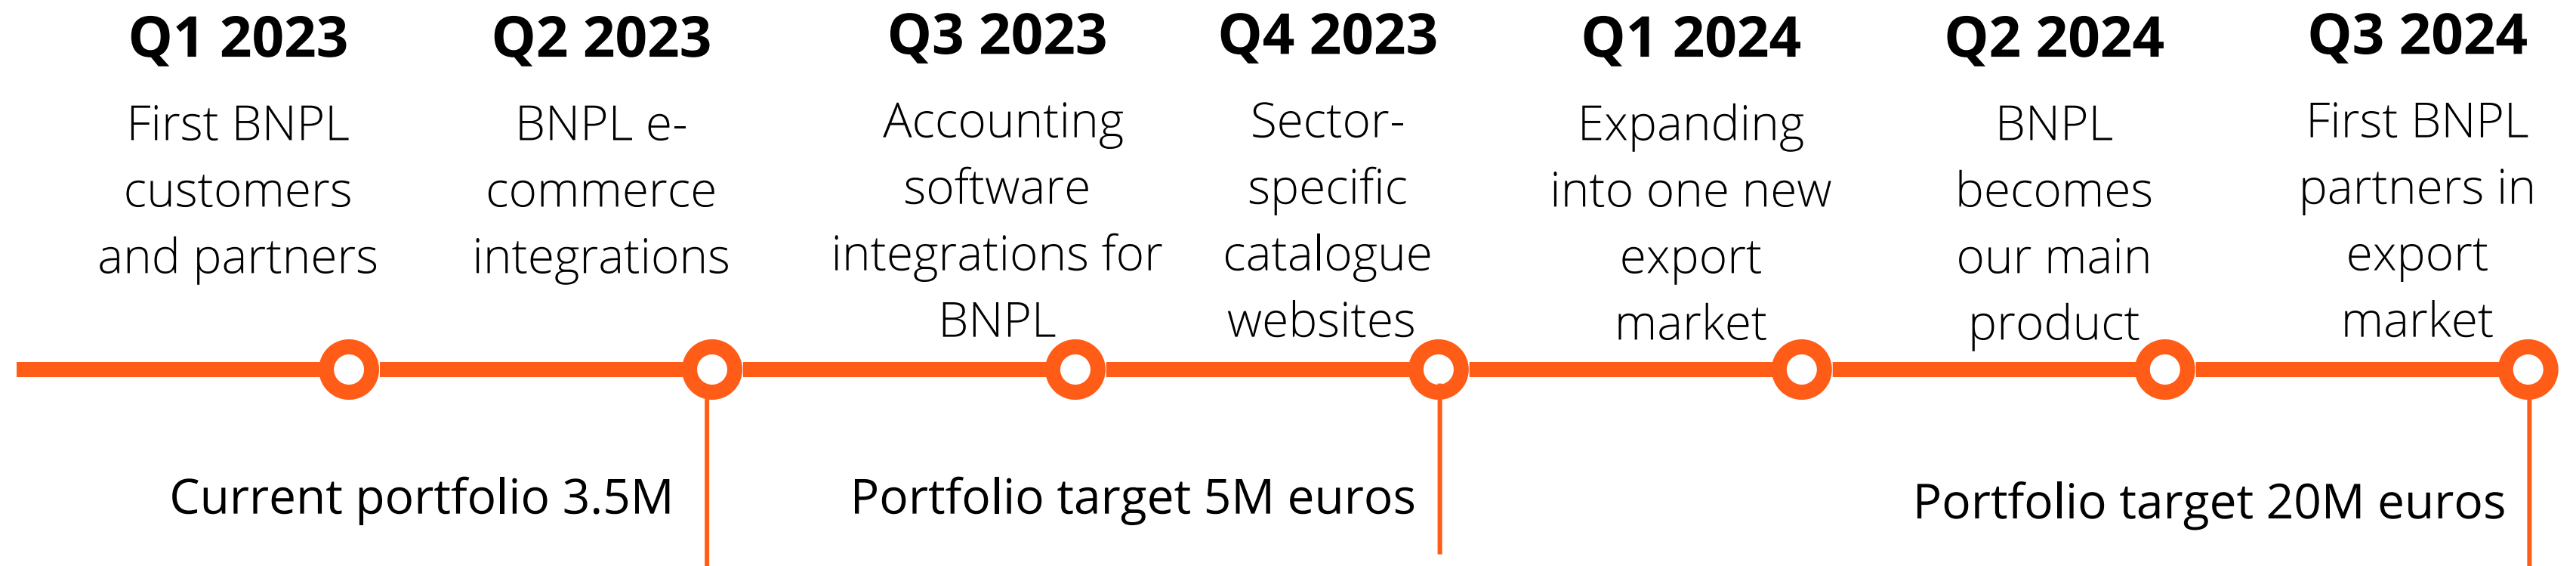 Q1 2023
First BNPL
customers
and partners
Q2 2023
BNPL e-
commerce
integrations
Q3 2023
Accounting
software
integrations for
BNPL
Q4 2023
Sector-
specific
catalogue
websites
Q1 2024
Expanding
into one new
export
market
Q2 2024
BNPL
becomes
our main
product
Q3 2024
First BNPL
partners in
export
market
Current portfolio 3.5M
Portfolio target 5M euros
Portfolio target 20M euros